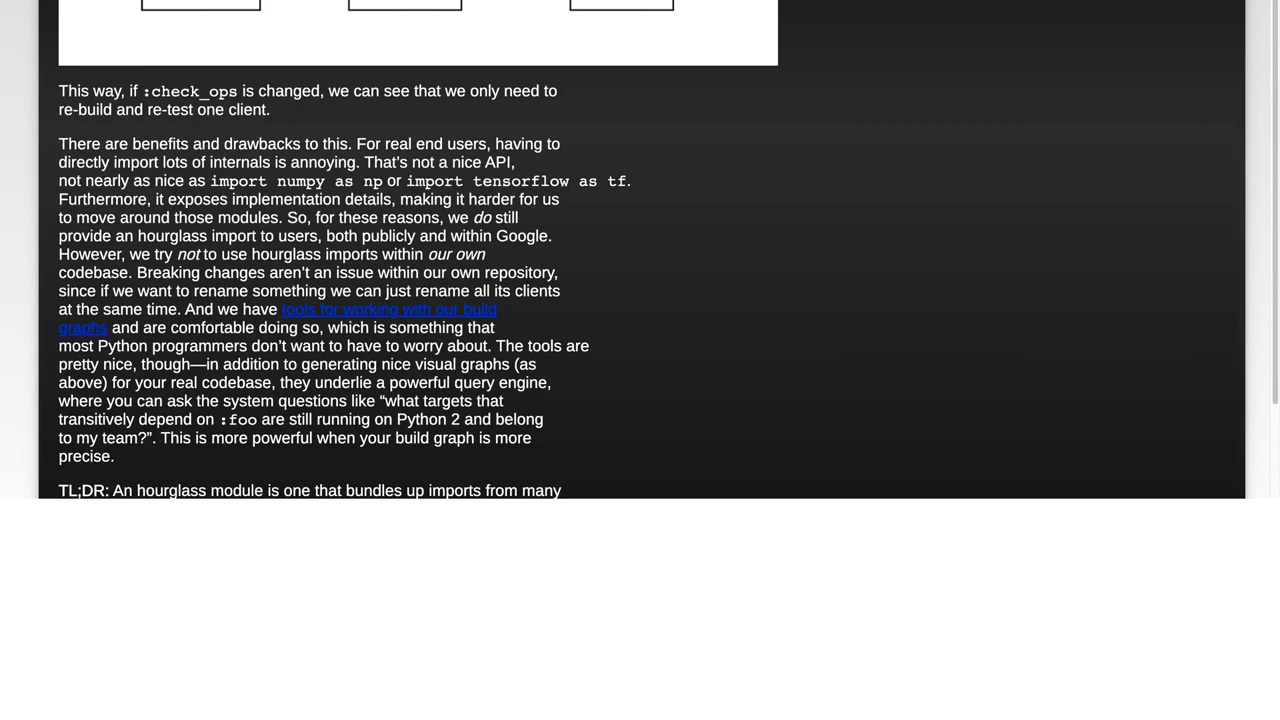 This way, if :check_ops is changed, we can see that we only need to
re-build and re-test one client.
There are benefits and drawbacks to this. For real end users, having to
directly import lots of internals is annoying. That’s not a nice API,
not nearly as nice as import numpy as np or import tensorflow as tf.
Furthermore, it exposes implementation details, making it harder for us
to move around those modules. So, for these reasons, we do still
provide an hourglass import to users, both publicly and within Google.
However, we try not to use hourglass imports within our own
codebase. Breaking changes aren’t an issue within our own repository,
since if we want to rename something we can just rename all its clients
at the same time. And we have tools for working with our build
graphs and are comfortable doing so, which is something that
most Python programmers don’t want to have to worry about. The tools are
pretty nice, though—in addition to generating nice visual graphs (as
above) for your real codebase, they underlie a powerful query engine,
where you can ask the system questions like “what targets that
transitively depend on :foo are still running on Python 2 and belong
to my team?”. This is more powerful when your build graph is more
precise.
TL;DR: An hourglass module is one that bundles up imports from many